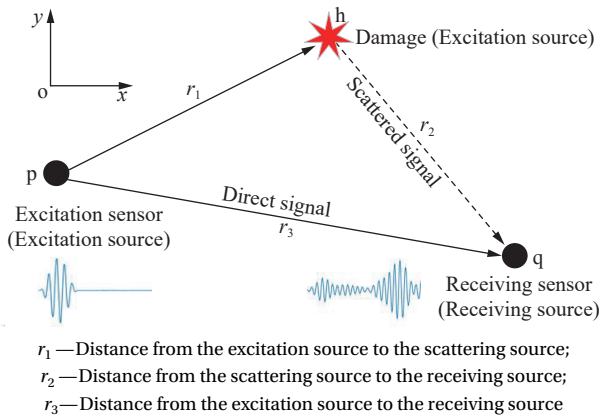 y
h
Damage (Excitation source)
o
x
r₁
Scattered signal
r₂
p
Direct signal
r₃
Excitation sensor
(Excitation source)
q
Receiving sensor
(Receiving source)
r₁—Distance from the excitation source to the scattering source;
r₂—Distance from the scattering source to the receiving source;
r₃—Distance from the excitation source to the receiving source